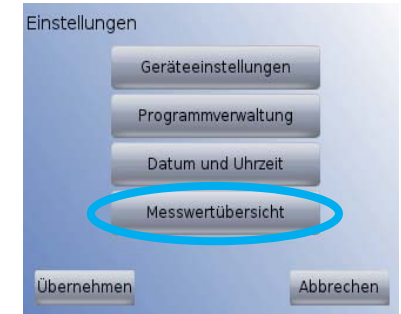 Einstellungen
Geräteeinstellungen
Programmverwaltung
Datum und Uhrzeit
Messwertübersicht
Übernehmen
Abbrechen